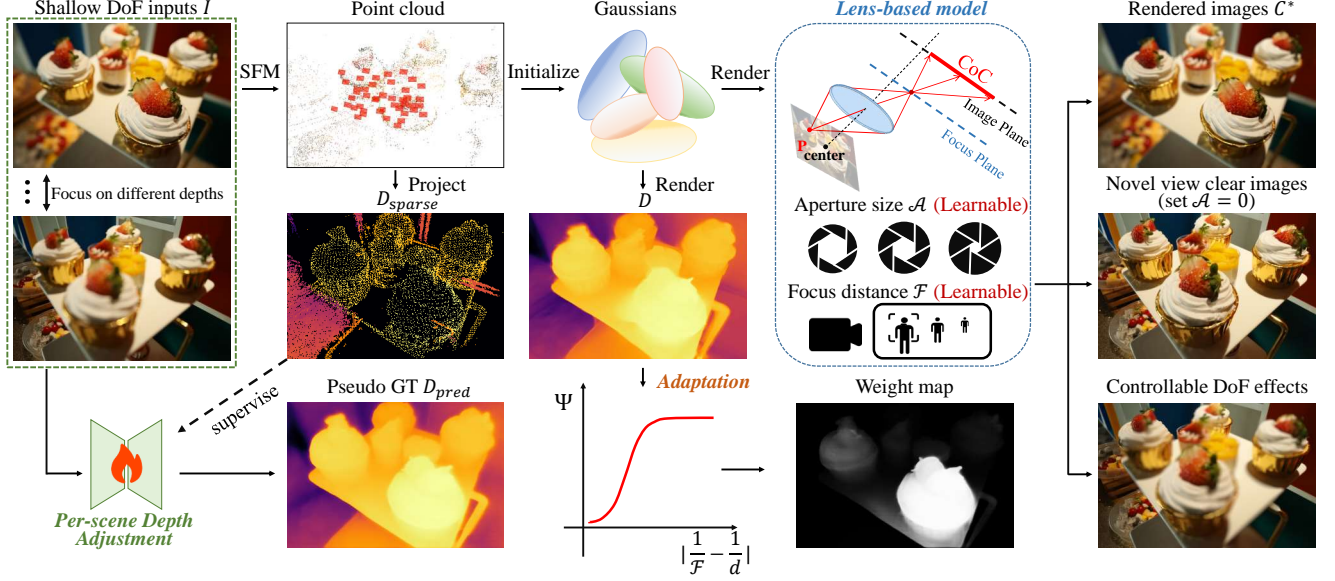 Shallow DoF inputs I
Point cloud
Gaussians
Lens-based model
Rendered images C*
SFM
Initialize
Render
CoC
Image Plane
Focus Plane
P
center
Focus on different depths
Project
D_sparse
Render
D
Aperture size 𝒜 (Learnable)
Novel view clear images
(set 𝒜 = 0)
Focus distance ℱ (Learnable)
supervise
Pseudo GT D_pred
Adaptation
Ψ
Weight map
Controllable DoF effects
Per-scene Depth
Adjustment
|1/ℱ − 1/d|